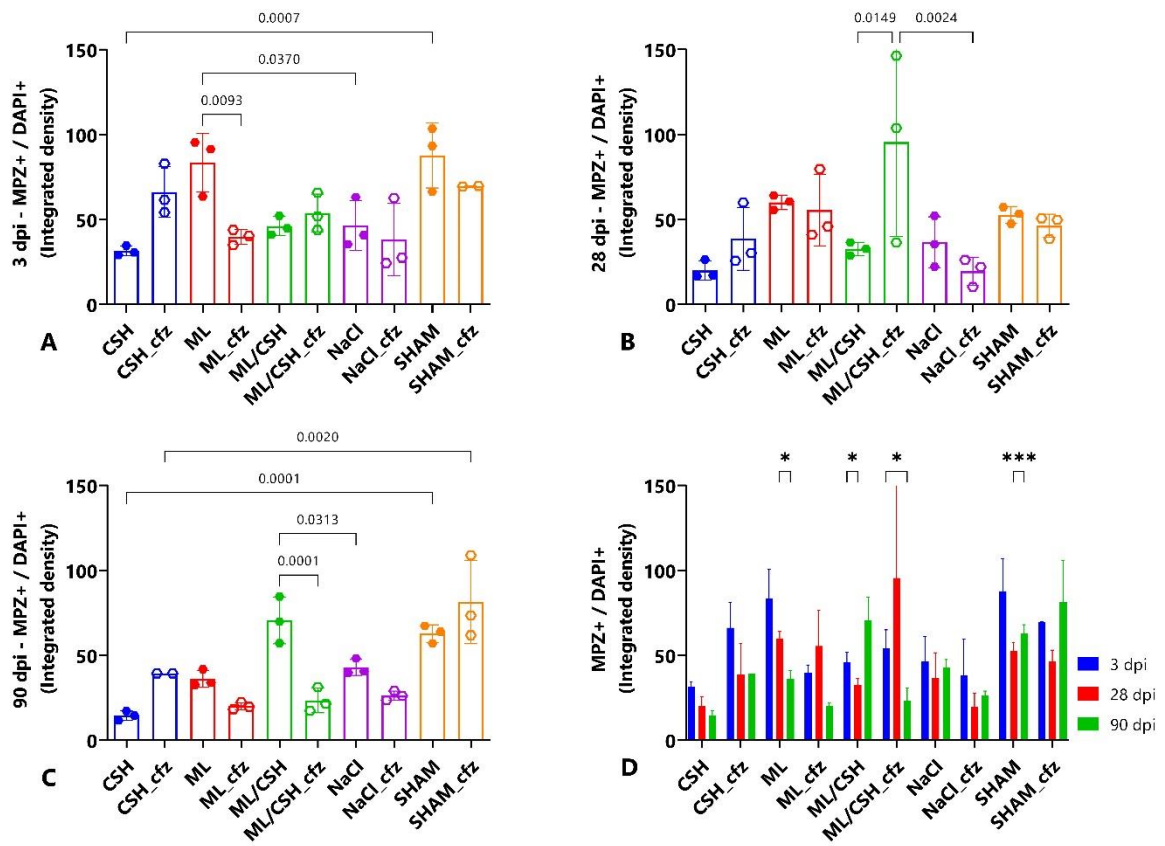 0.0007
0.0370
0.0093
3 dpi - MPZ+ / DAPI+
(Integrated density)
150
100
50
0
CSH
CSH_cfz
ML
ML_cfz
ML/CSH
ML/CSH_cfz
NaCl
NaCl_cfz
SHAM
SHAM_cfz
A
0.0149
0.0024
28 dpi - MPZ+ / DAPI+
(Integrated density)
150
100
50
0
CSH
CSH_cfz
ML
ML_cfz
ML/CSH
ML/CSH_cfz
NaCl
NaCl_cfz
SHAM
SHAM_cfz
B
0.0020
0.0001
0.0313
0.0001
90 dpi - MPZ+ / DAPI+
(Integrated density)
150
100
50
0
CSH
CSH_cfz
ML
ML_cfz
ML/CSH
ML/CSH_cfz
NaCl
NaCl_cfz
SHAM
SHAM_cfz
C
* * * ***
MPZ+ / DAPI+
(Integrated density)
150
100
50
0
CSH
CSH_cfz
ML
ML_cfz
ML/CSH
ML/CSH_cfz
NaCl
NaCl_cfz
SHAM
SHAM_cfz
3 dpi
28 dpi
90 dpi
D